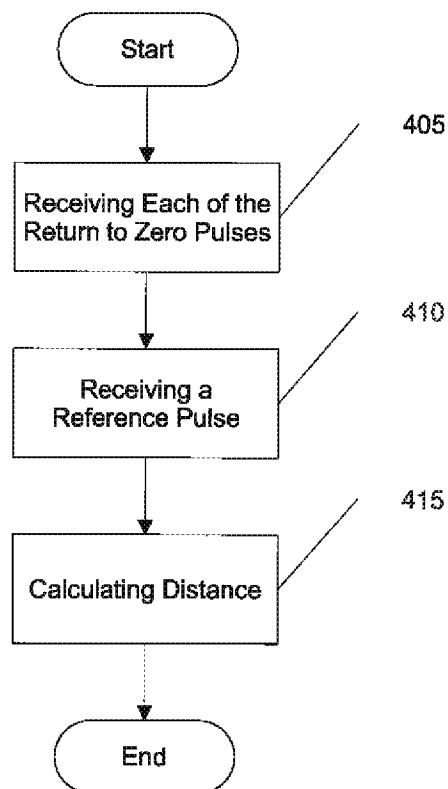 Start
405
Receiving Each of the
Return to Zero Pulses
410
Receiving a
Reference Pulse
415
Calculating Distance
End